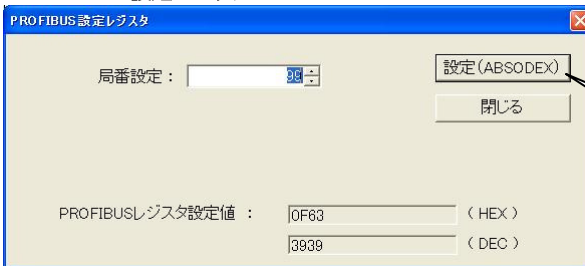 PROFIBUS設定レジスタ
局番設定: 99
設定(ABSODEX)
閉じる
PROFIBUSレジスタ設定値 : 0F63 (HEX)
3939 (DEC)